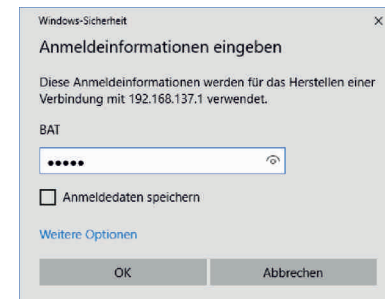 Windows-Sicherheit
Anmeldeinformationen eingeben
Diese Anmeldeinformationen werden für das Herstellen einer
Verbindung mit 192.168.137.1 verwendet.
BAT
•••••
Anmeldedaten speichern
Weitere Optionen
OK
Abbrechen